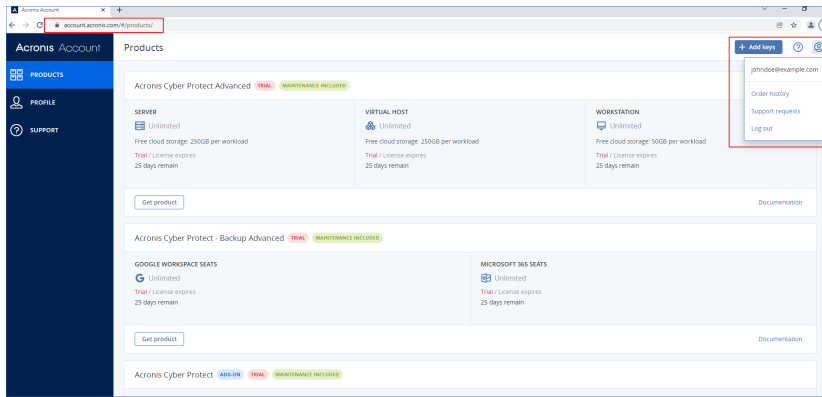 Acronis Account
account.acronis.com/#/products/
Acronis Account
Products
+ Add keys
johndoe@example.com
Order history
Support requests
Log out
PRODUCTS
PROFILE
SUPPORT
Acronis Cyber Protect Advanced TRIAL MAINTENANCE INCLUDED
SERVER
Unlimited
Free cloud storage: 250GB per workload
Trial / License expires
25 days remain
VIRTUAL HOST
Unlimited
Free cloud storage: 250GB per workload
Trial / License expires
25 days remain
WORKSTATION
Unlimited
Free cloud storage: 50GB per workload
Trial / License expires
25 days remain
Get product
Documentation
Acronis Cyber Protect - Backup Advanced TRIAL MAINTENANCE INCLUDED
GOOGLE WORKSPACE SEATS
Unlimited
Trial / License expires
25 days remain
MICROSOFT 365 SEATS
Unlimited
Trial / License expires
25 days remain
Get product
Documentation
Acronis Cyber Protect ADD-ON TRIAL MAINTENANCE INCLUDED